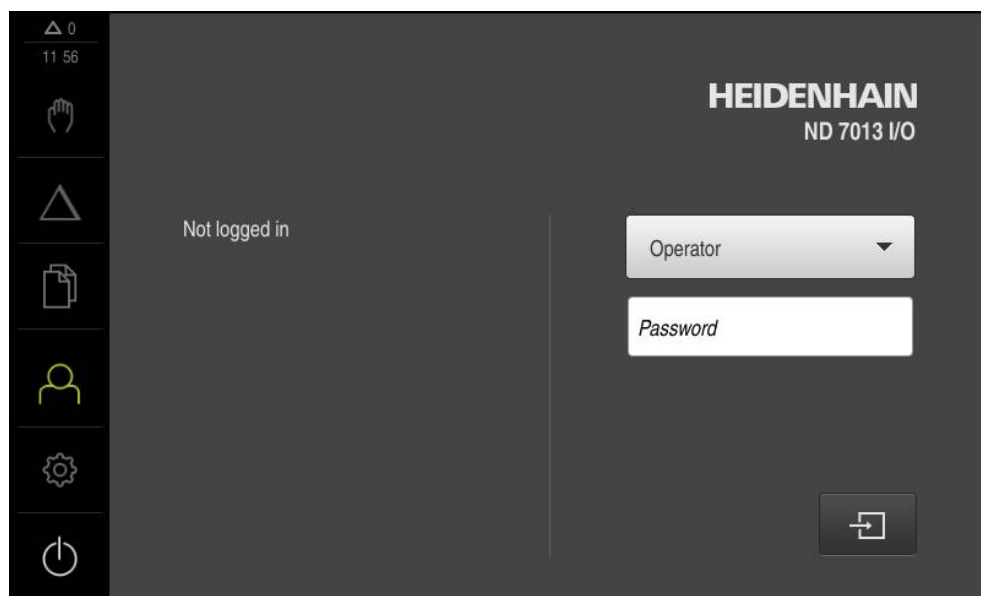 0
11 56
HEIDENHAIN
ND 7013 I/O
Not logged in
Operator
Password